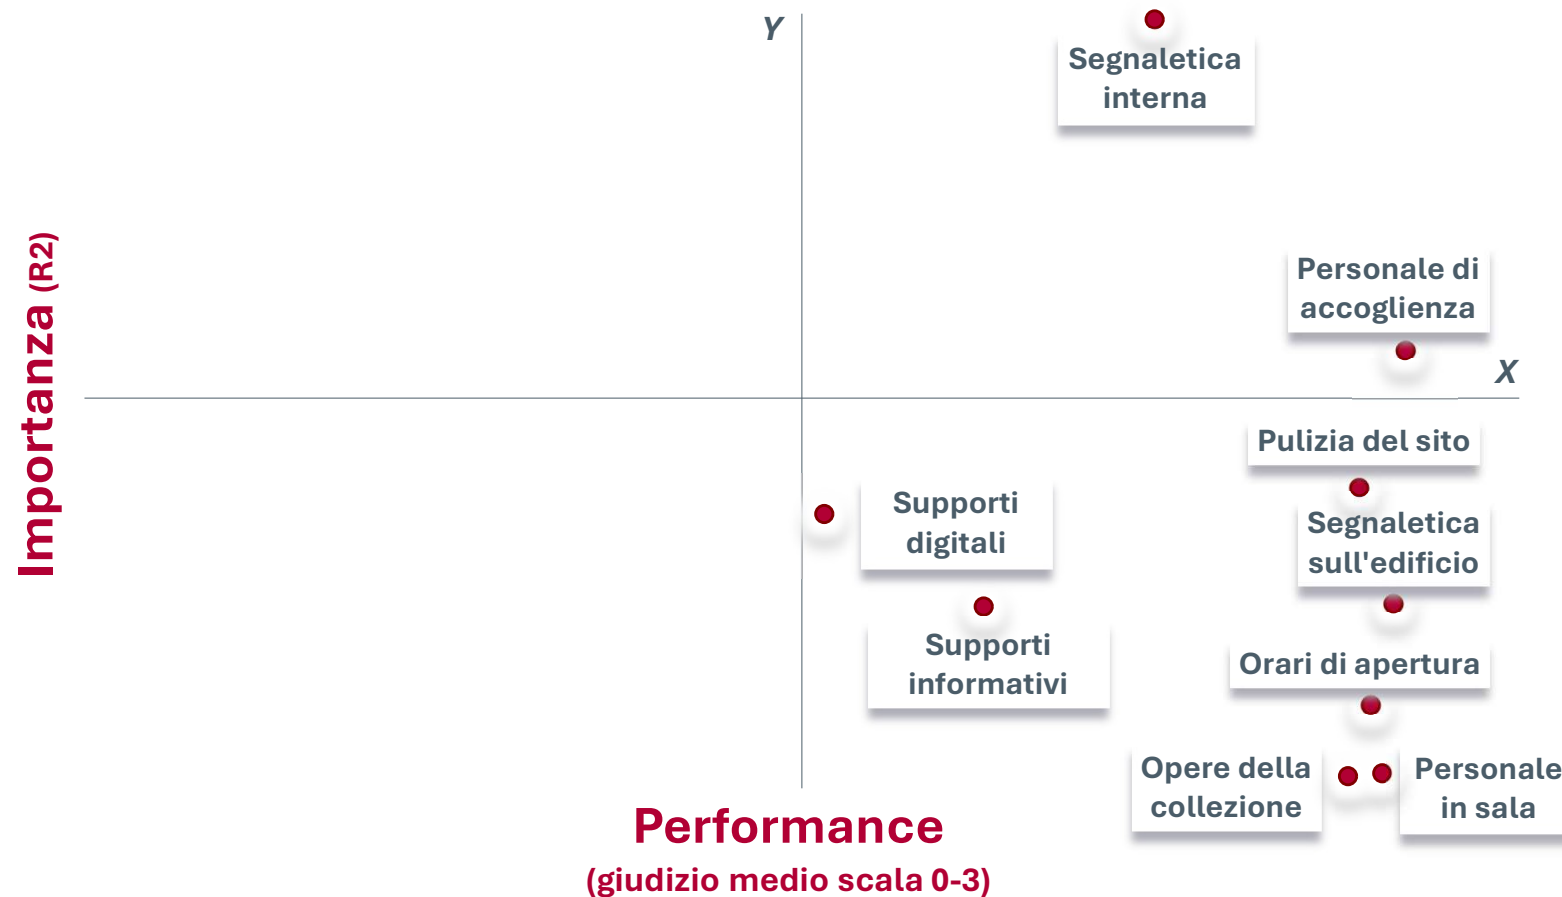 Y
Segnaletica
interna
Personale di
accoglienza
X
Importanza (R2)
Pulizia del sito
Supporti
digitali
Segnaletica
sull'edificio
Supporti
informativi
Orari di apertura
Opere della
collezione
Personale
in sala
Performance
(giudizio medio scala 0-3)